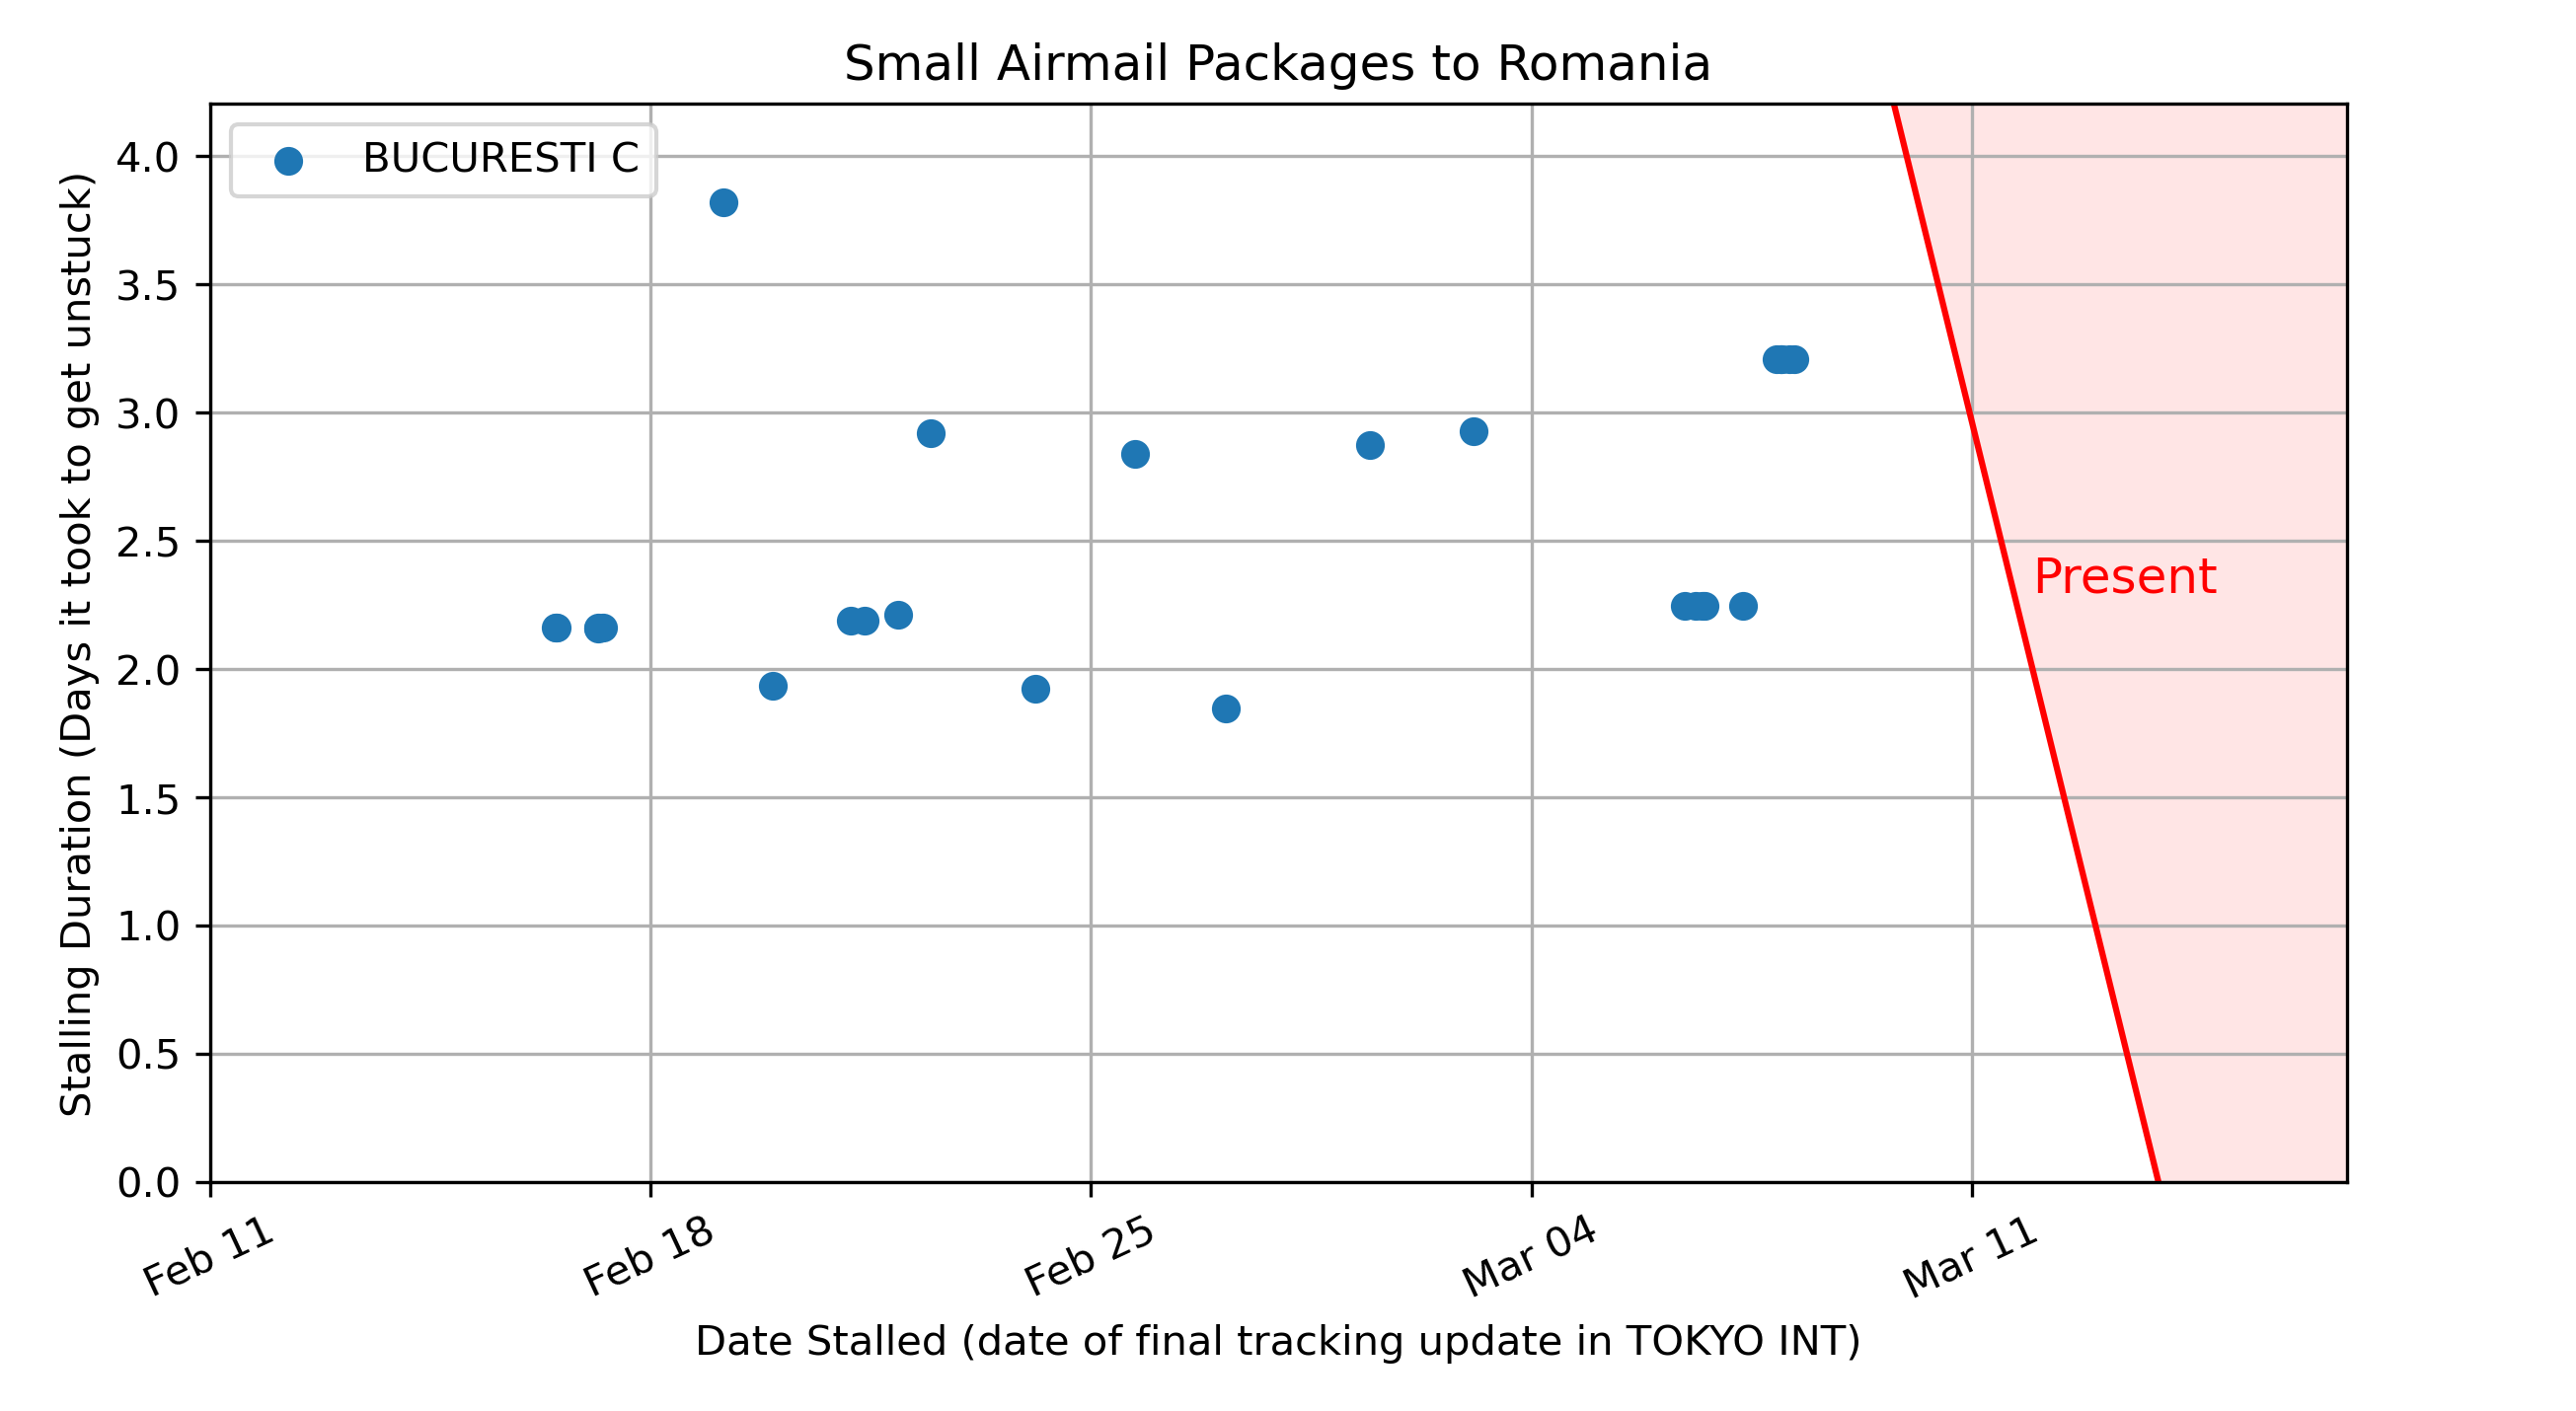 Small Airmail Packages to Romania
BUCURESTI C
Stalling Duration (Days it took to get unstuck)
4.0
3.5
3.0
2.5
2.0
1.5
1.0
0.5
0.0
Present
Feb 11
Feb 18
Feb 25
Mar 04
Mar 11
Date Stalled (date of final tracking update in TOKYO INT)